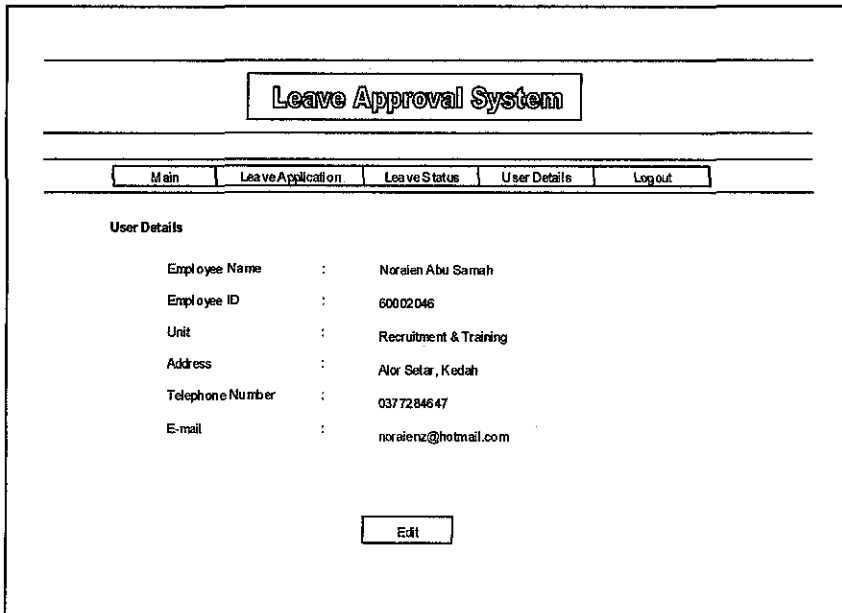 Leave Approval System
Main Leave Application Leave Status User Details Logout
User Details
Employee Name : Noraien Abu Samah
Employee ID : 60002046
Unit : Recruitment & Training
Address : Alor Setar, Kedah
Telephone Number : 0377284647
E-mail : noraienz@hotmail.com
Edit